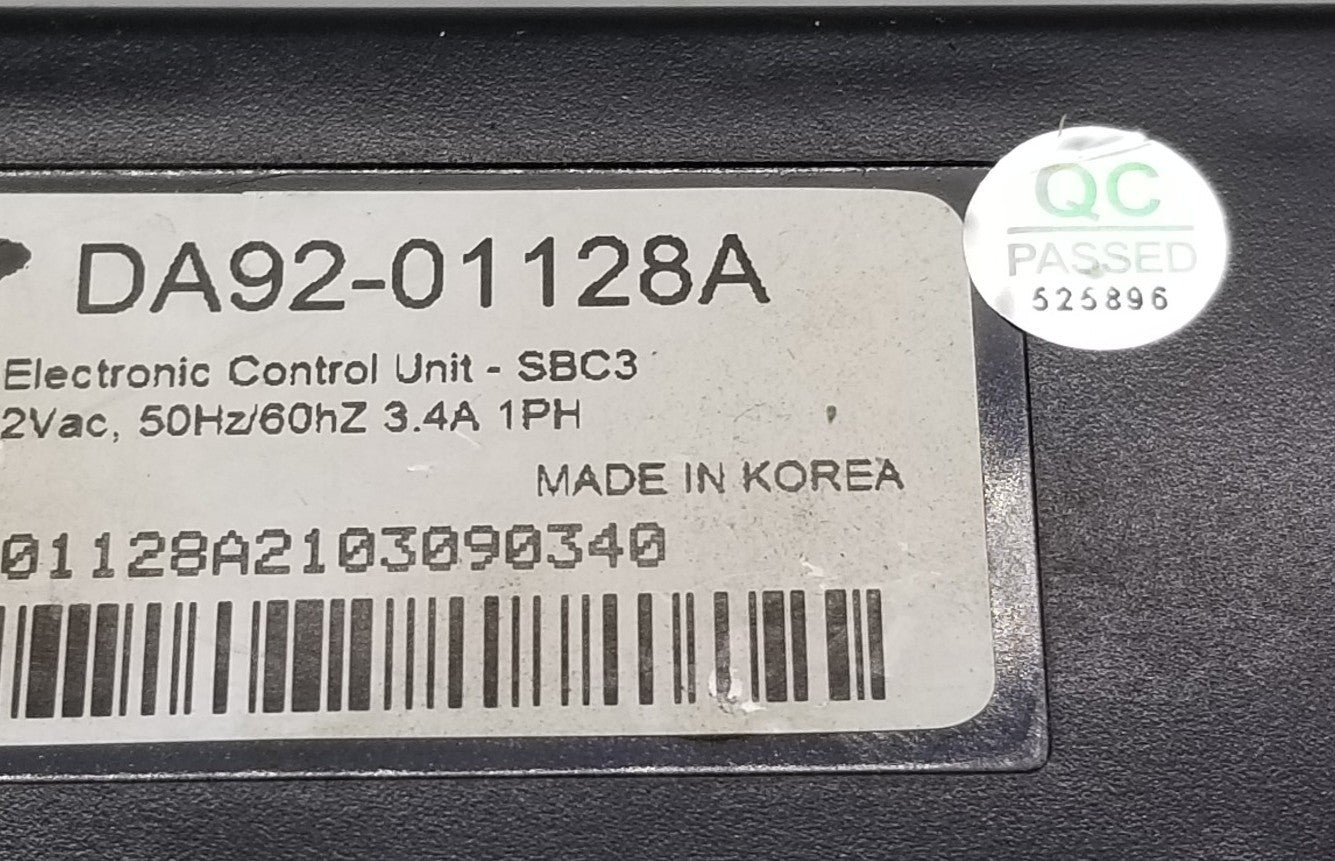 DA92-01128A
QC
PASSED
525896
Electronic Control Unit - SBC3
2Vac, 50Hz/60hZ 3.4A 1PH
MADE IN KOREA
01128A2103090340